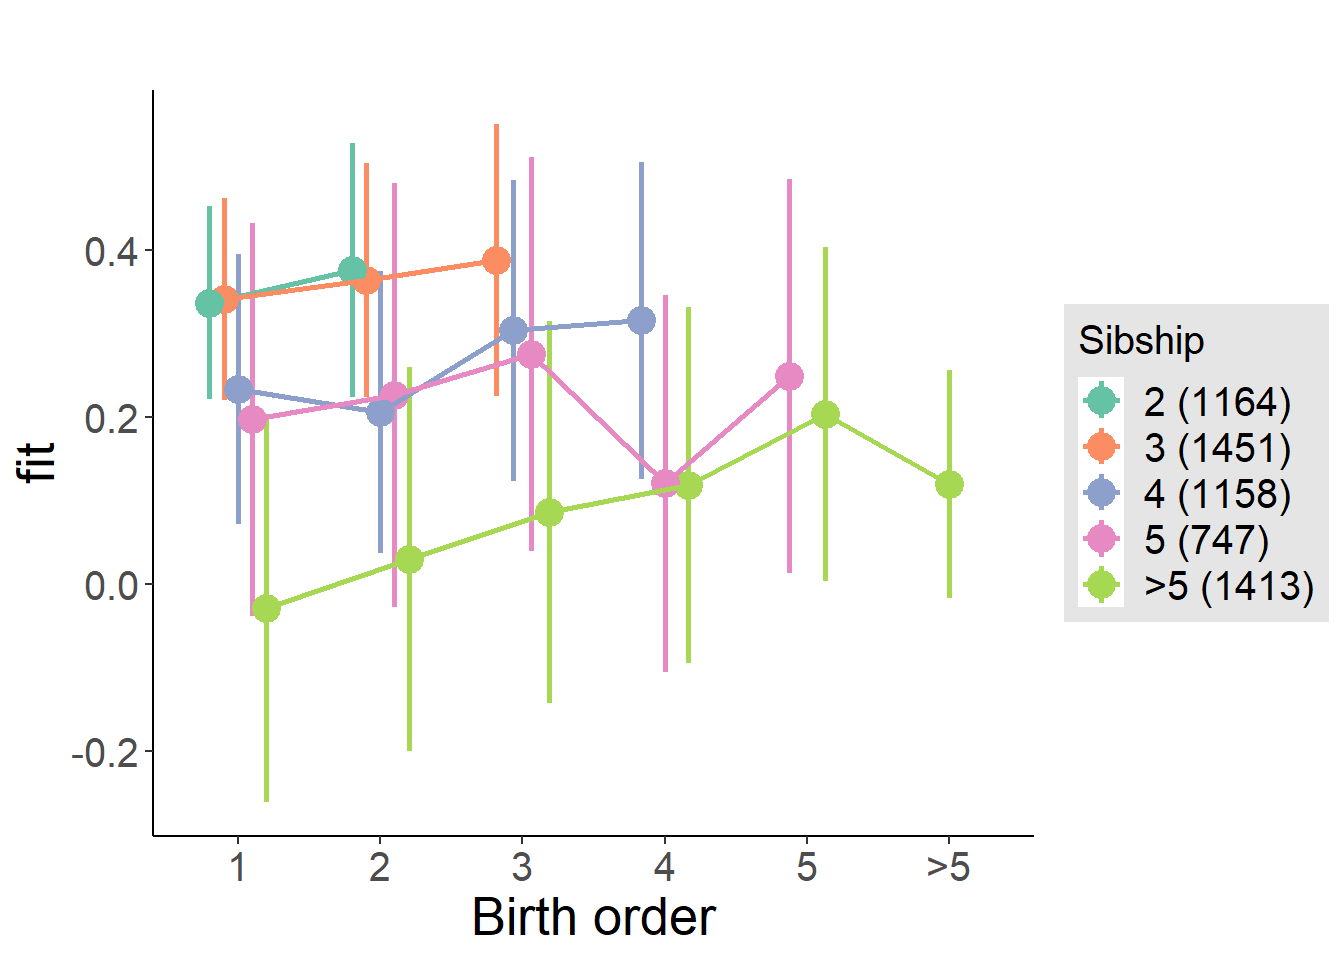 fit
0.4
0.2
0.0
-0.2
1 2 3 4 5 >5
Birth order
Sibship
2 (1164)
3 (1451)
4 (1158)
5 (747)
>5 (1413)